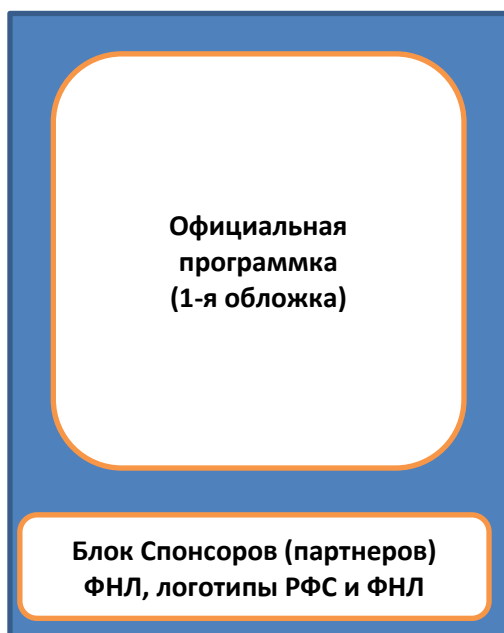 Официальная
программка
(1-я обложка)
Блок Спонсоров (партнеров)
ФНЛ, логотипы РФС и ФНЛ